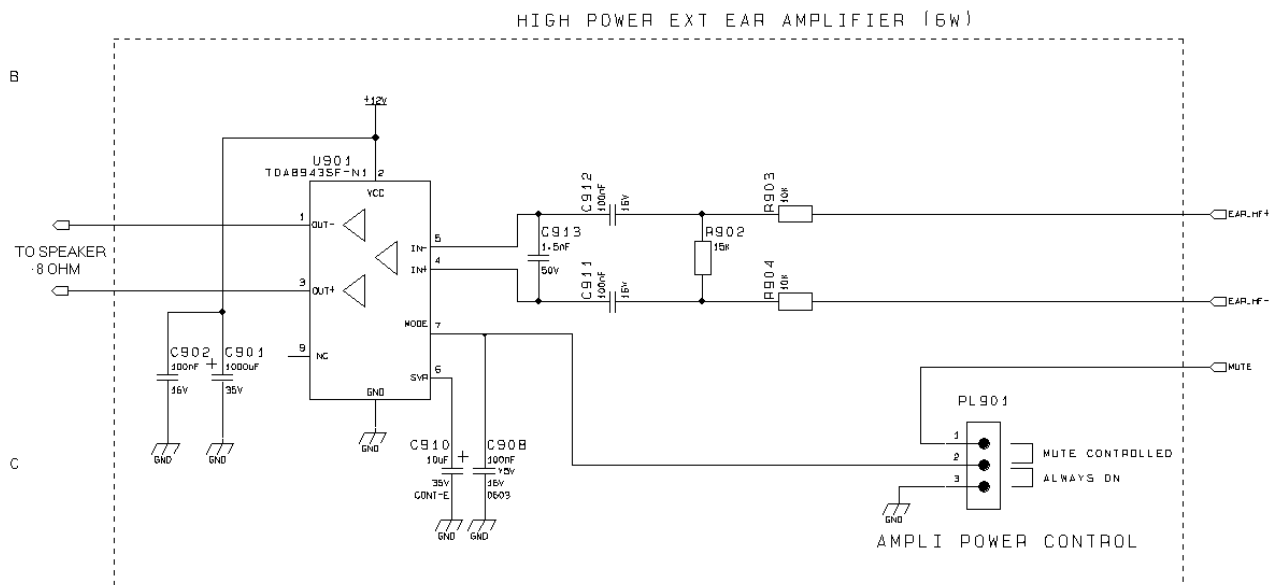 HIGH POWER EXT EAR AMPLIFIER (6W)
B
+12V
U901
TDA8943SF-N1
2
VCC
1
OUT-
TO SPEAKER
8 OHM
3
OUT+
5
IN-
4
IN+
MODE
7
9
NC
SVR
6
GND
GND
C902
100nF
16V
GND
C901
+
1000uF
35V
GND
C912
100nF
16V
C913
1.5nF
50V
C911
100nF
16V
R902
15K
R903
10K
R904
10K
EAR_HF+
EAR_HF-
MUTE
C910
10uF
+
35V
CONT-E
GND
C908
100nF
Y5V
16V
0603
GND
PL901
1
2
3
MUTE CONTROLLED
ALWAYS ON
GND
AMPLI POWER CONTROL
C